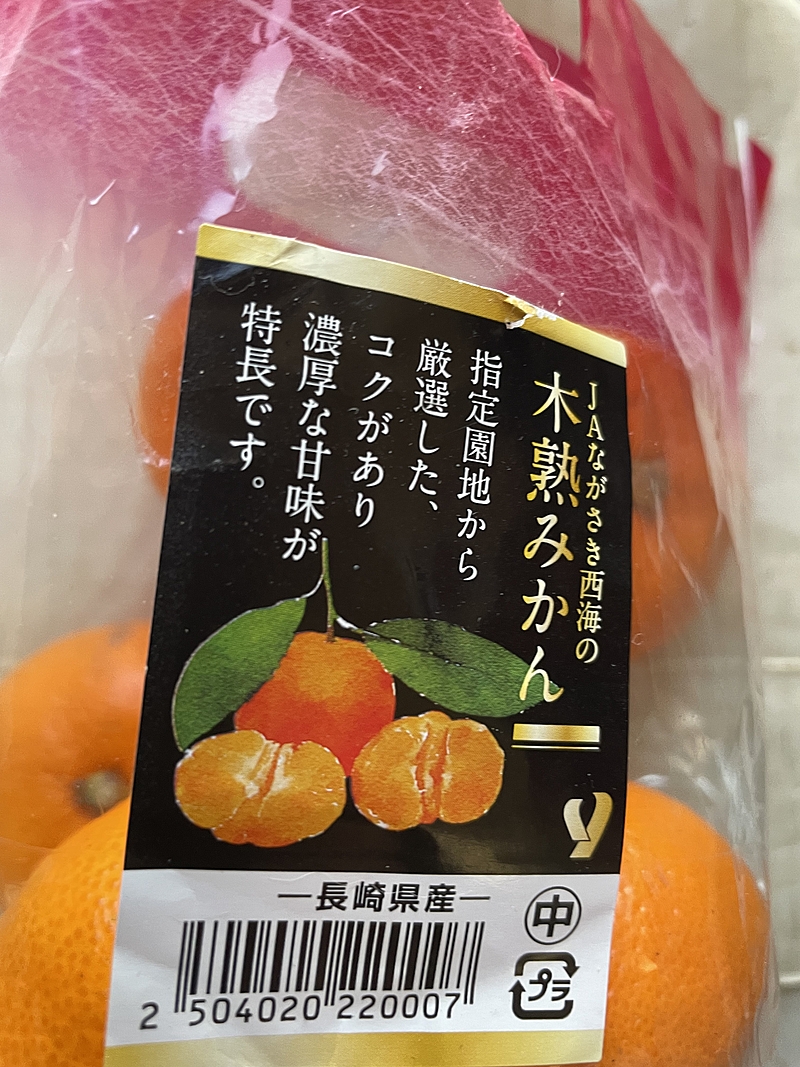 JAながさき西海の
木熟みかん
指定園地から
厳選した、
コクがあり
濃厚な甘味が
特長です。
y
—長崎県産—
中
プラ
2 504020 220007